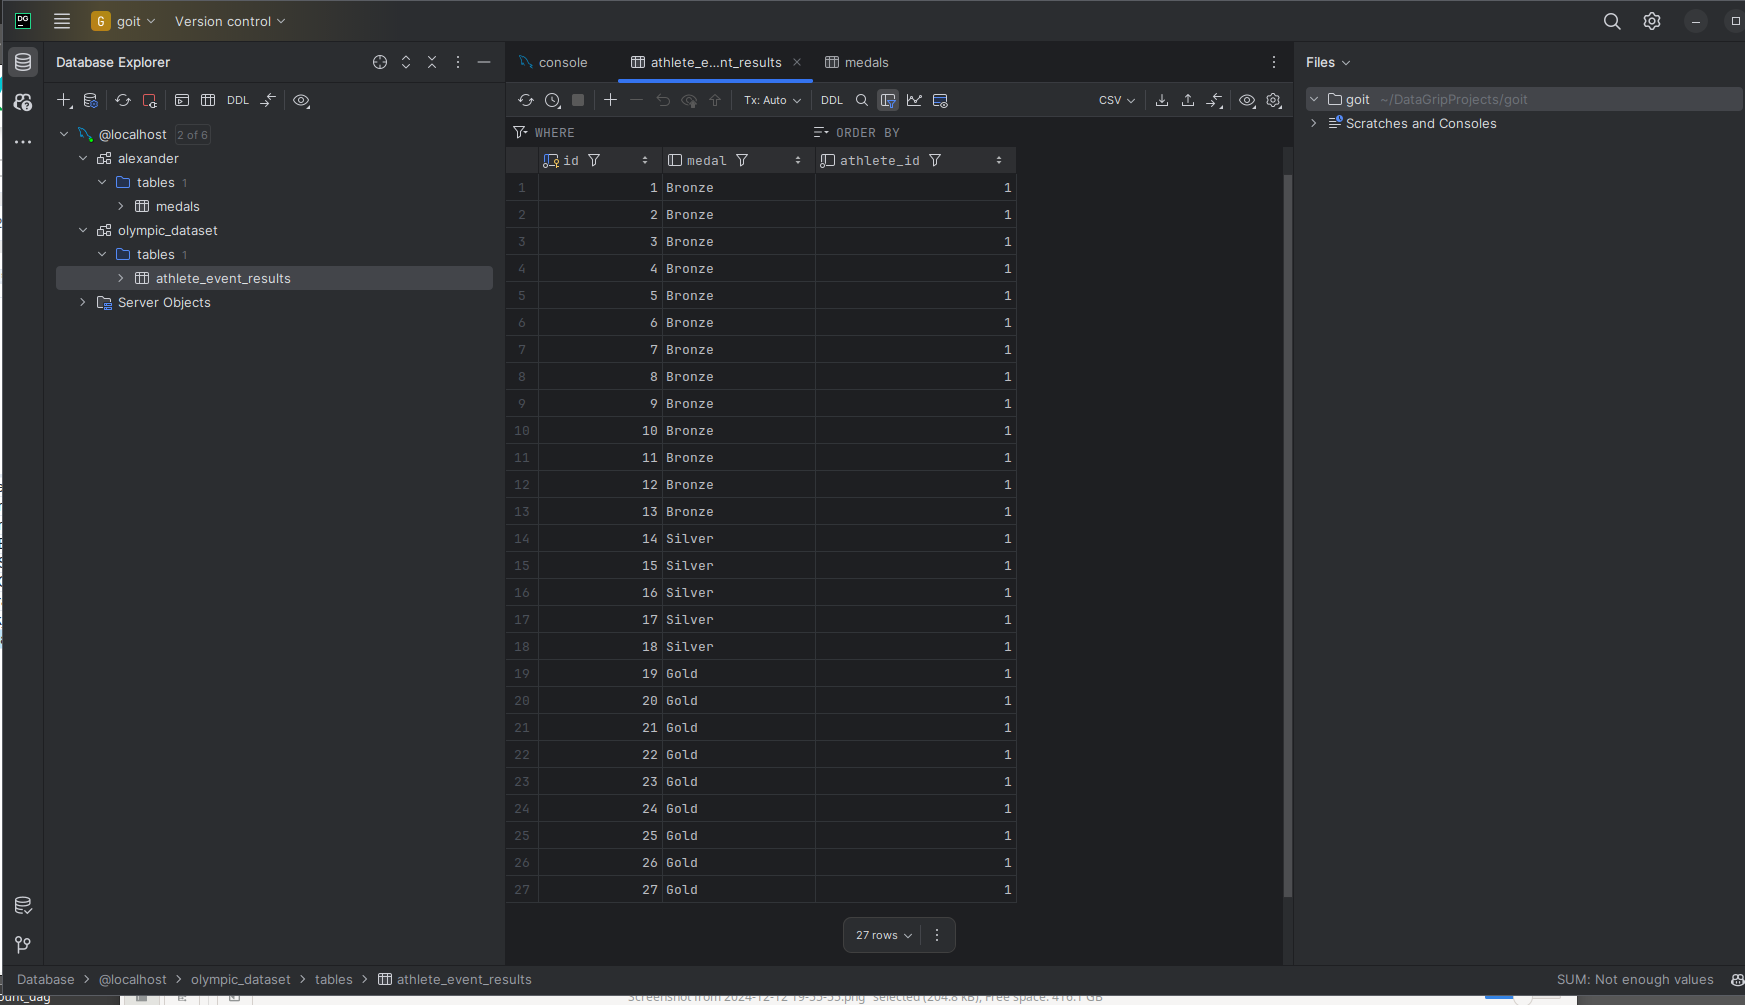 DG G goit Version control
Database Explorer
DDL
@localhost 2 of 6
alexander
tables 1
medals
olympic_dataset
tables 1
athlete_event_results
Server Objects
console athlete_e...nt_results medals
Tx: Auto DDL CSV
WHERE ORDER BY
id medal athlete_id
1 1 Bronze 1
2 2 Bronze 1
3 3 Bronze 1
4 4 Bronze 1
5 5 Bronze 1
6 6 Bronze 1
7 7 Bronze 1
8 8 Bronze 1
9 9 Bronze 1
10 10 Bronze 1
11 11 Bronze 1
12 12 Bronze 1
13 13 Bronze 1
14 14 Silver 1
15 15 Silver 1
16 16 Silver 1
17 17 Silver 1
18 18 Silver 1
19 19 Gold 1
20 20 Gold 1
21 21 Gold 1
22 22 Gold 1
23 23 Gold 1
24 24 Gold 1
25 25 Gold 1
26 26 Gold 1
27 27 Gold 1
27 rows
Files
goit ~/DataGripProjects/goit
Scratches and Consoles
Database > @localhost > olympic_dataset > tables > athlete_event_results
SUM: Not enough values